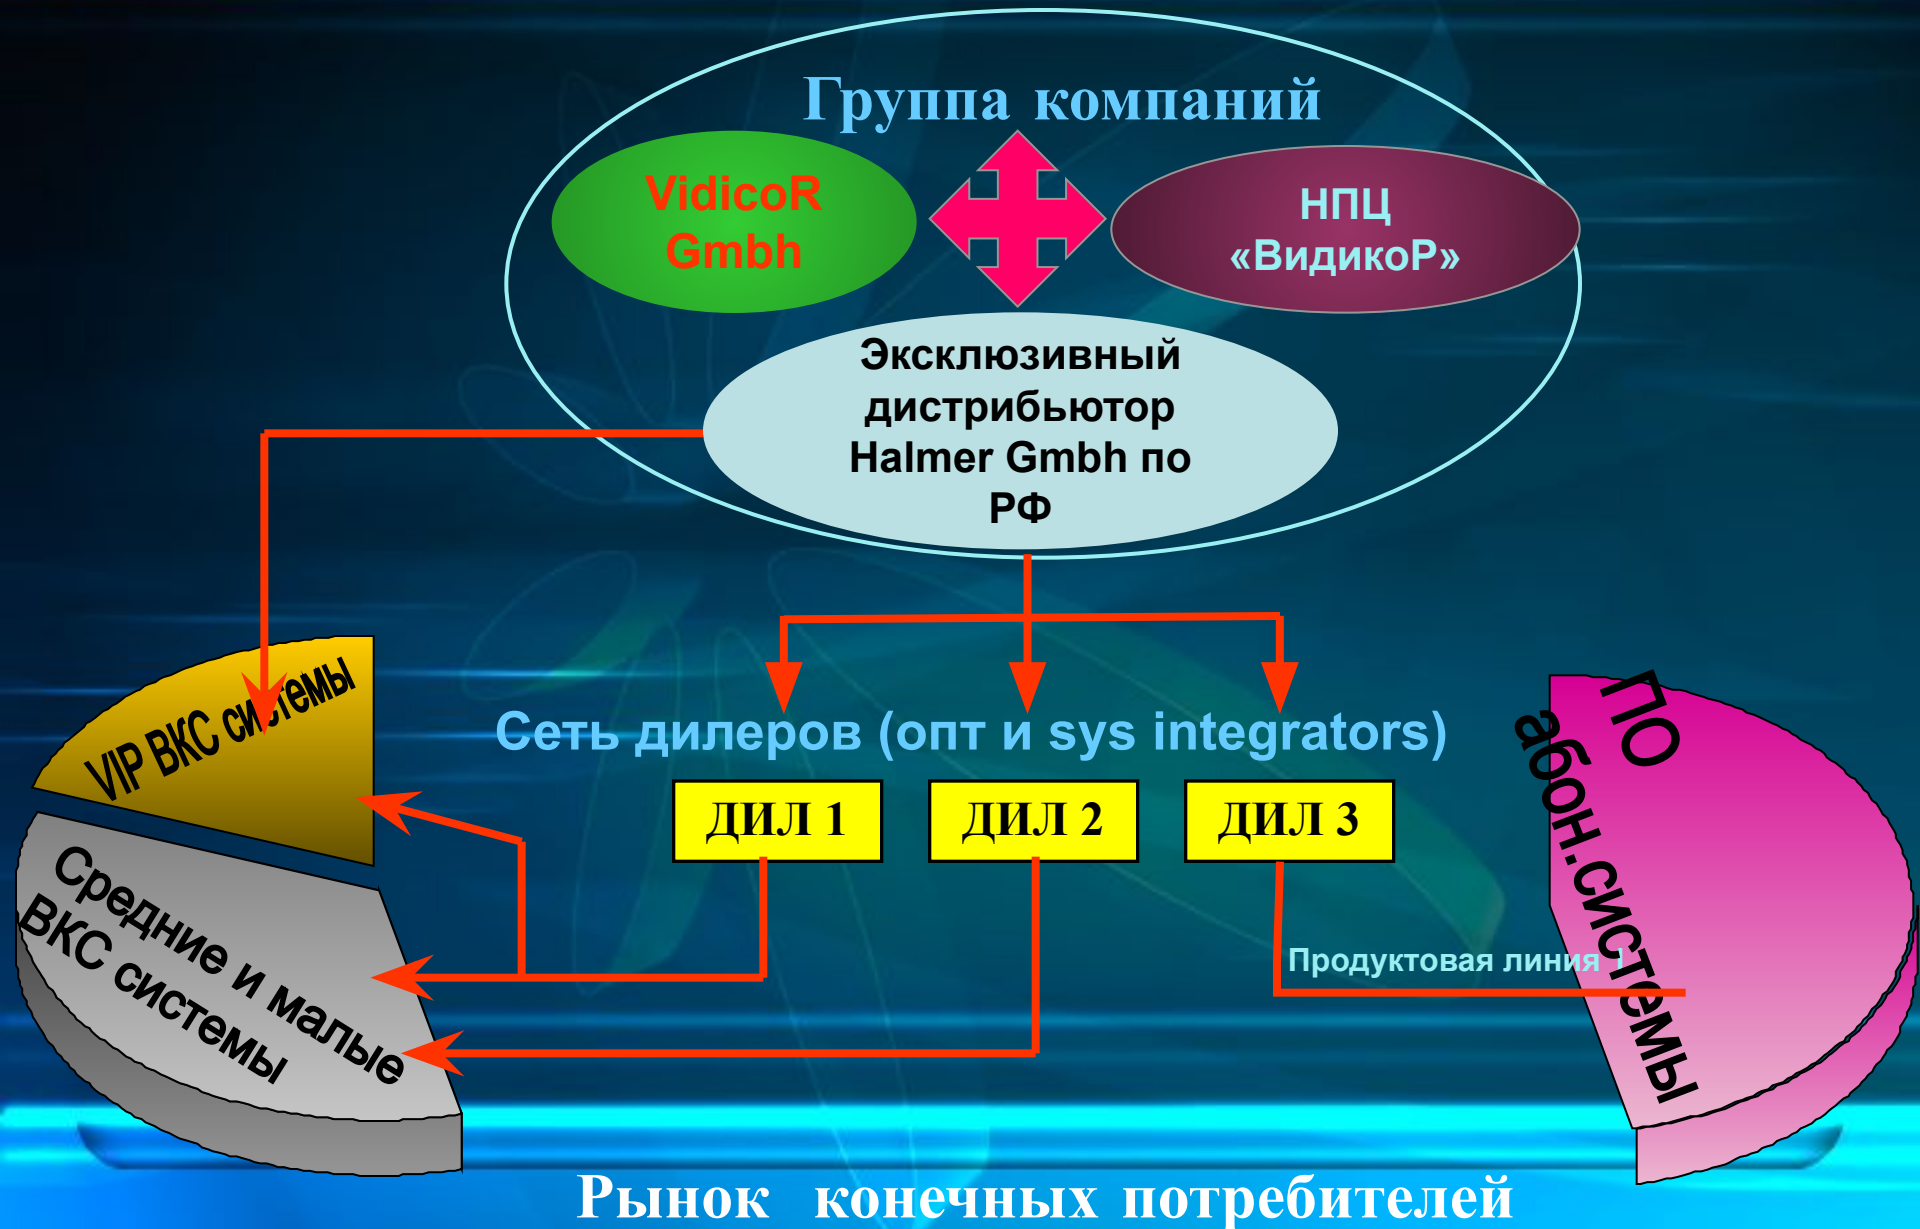 Группа компаний
VidicoR
Gmbh
НПЦ
«ВидикоР»
Эксклюзивный
дистрибьютор
Halmer Gmbh по
РФ
VIP ВКС системы
Сеть дилеров (опт и sys integrators)
ПО
абон.системы
ДИЛ 1
ДИЛ 2
ДИЛ 3
Средние и малые
ВКС системы
Продуктовая линия 1
Рынок конечных потребителей